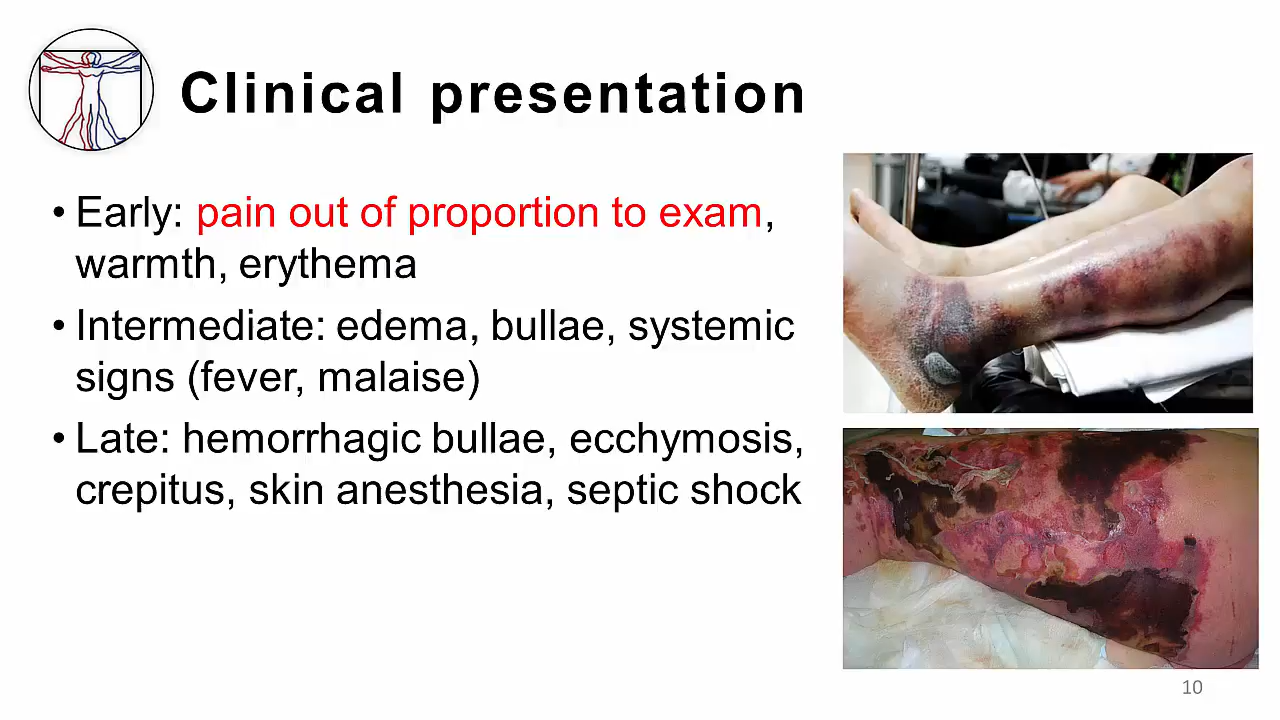 Clinical presentation
• Early: pain out of proportion to exam,
warmth, erythema
• Intermediate: edema, bullae, systemic
signs (fever, malaise)
• Late: hemorrhagic bullae, ecchymosis,
crepitus, skin anesthesia, septic shock
10